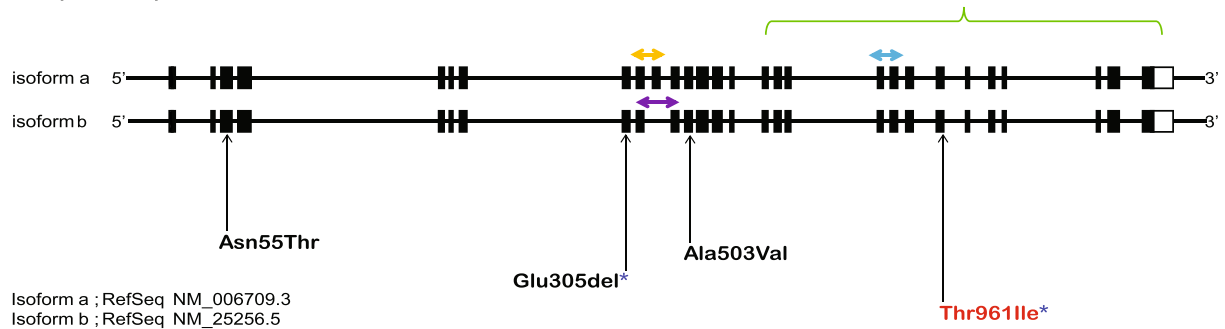 isoform a 5' 3'
isoform b 5' 3'
Asn55Thr
Ala503Val
Glu305del*
Isoform a ; RefSeq NM_006709.3
Isoform b ; RefSeq NM_25256.5
Thr961Ile*